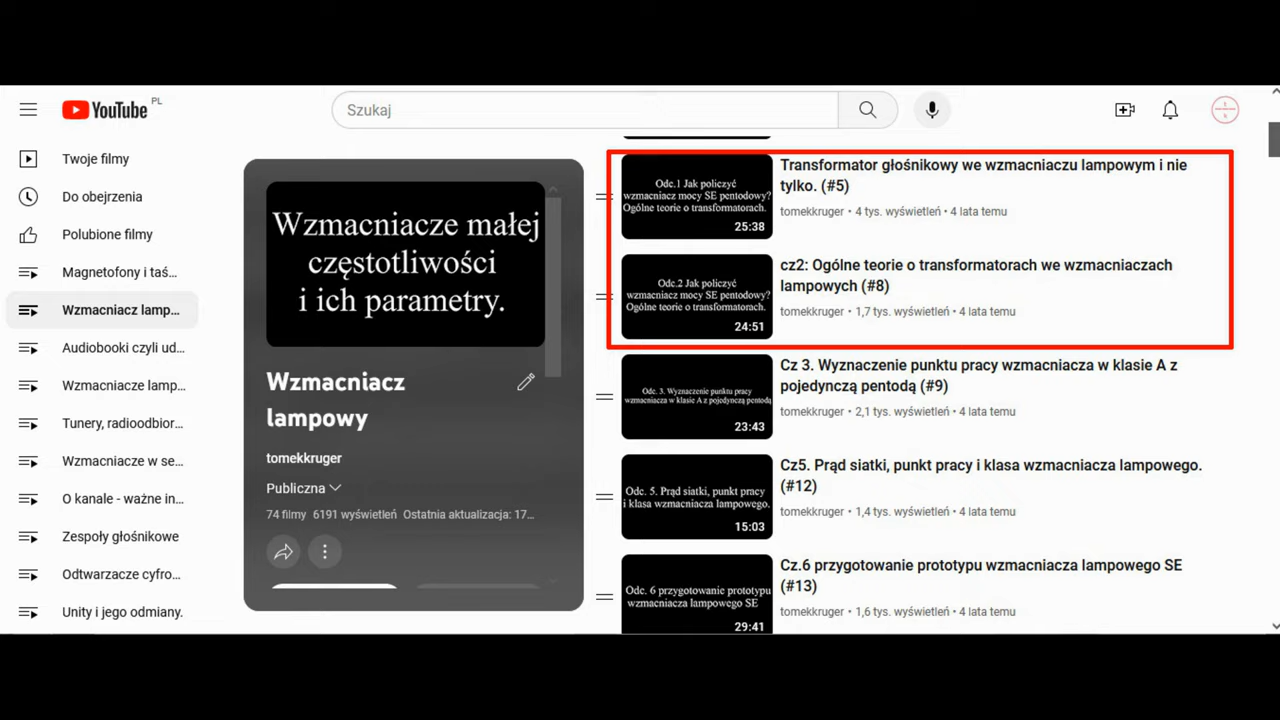 YouTube PL
Szukaj
Twoje filmy
Do obejrzenia
Polubione filmy
Magnetofony i taś...
Wzmacniacz lamp...
Audiobooki czyli ud...
Wzmacniacze lamp...
Tunery, radioodbior...
Wzmacniacze w se...
O kanale - ważne in...
Zespoły głośnikowe
Odtwarzacze cyfro...
Unity i jego odmiany.
Wzmacniacze małej
częstotliwości
i ich parametry.
Wzmacniacz
lampowy
tomekkruger
Publiczna
74 filmy 6191 wyświetleń Ostatnia aktualizacja: 17...
Odc.1 Jak policzyć
wzmacniacz mocy SE pentodowy?
Ogólne teorie o transformatorach.
25:38
Transformator głośnikowy we wzmacniaczu lampowym i nie
tylko. (#5)
tomekkruger • 4 tys. wyświetleń • 4 lata temu
Odc.2 Jak policzyć
wzmacniacz mocy SE pentodowy?
Ogólne teorie o transformatorach.
24:51
cz2: Ogólne teorie o transformatorach we wzmacniaczach
lampowych (#8)
tomekkruger • 1,7 tys. wyświetleń • 4 lata temu
Odc. 3. Wyznaczenie punktu pracy
wzmacniacza w klasie A z pojedynczą pentodą
23:43
Cz 3. Wyznaczenie punktu pracy wzmacniacza w klasie A z
pojedynczą pentodą (#9)
tomekkruger • 2,1 tys. wyświetleń • 4 lata temu
Odc. 5. Prąd siatki, punkt pracy
i klasa wzmacniacza lampowego.
15:03
Cz5. Prąd siatki, punkt pracy i klasa wzmacniacza lampowego.
(#12)
tomekkruger • 1,4 tys. wyświetleń • 4 lata temu
Odc. 6 przygotowanie prototypu
wzmacniacza lampowego SE
29:41
Cz.6 przygotowanie prototypu wzmacniacza lampowego SE
(#13)
tomekkruger • 1,6 tys. wyświetleń • 4 lata temu